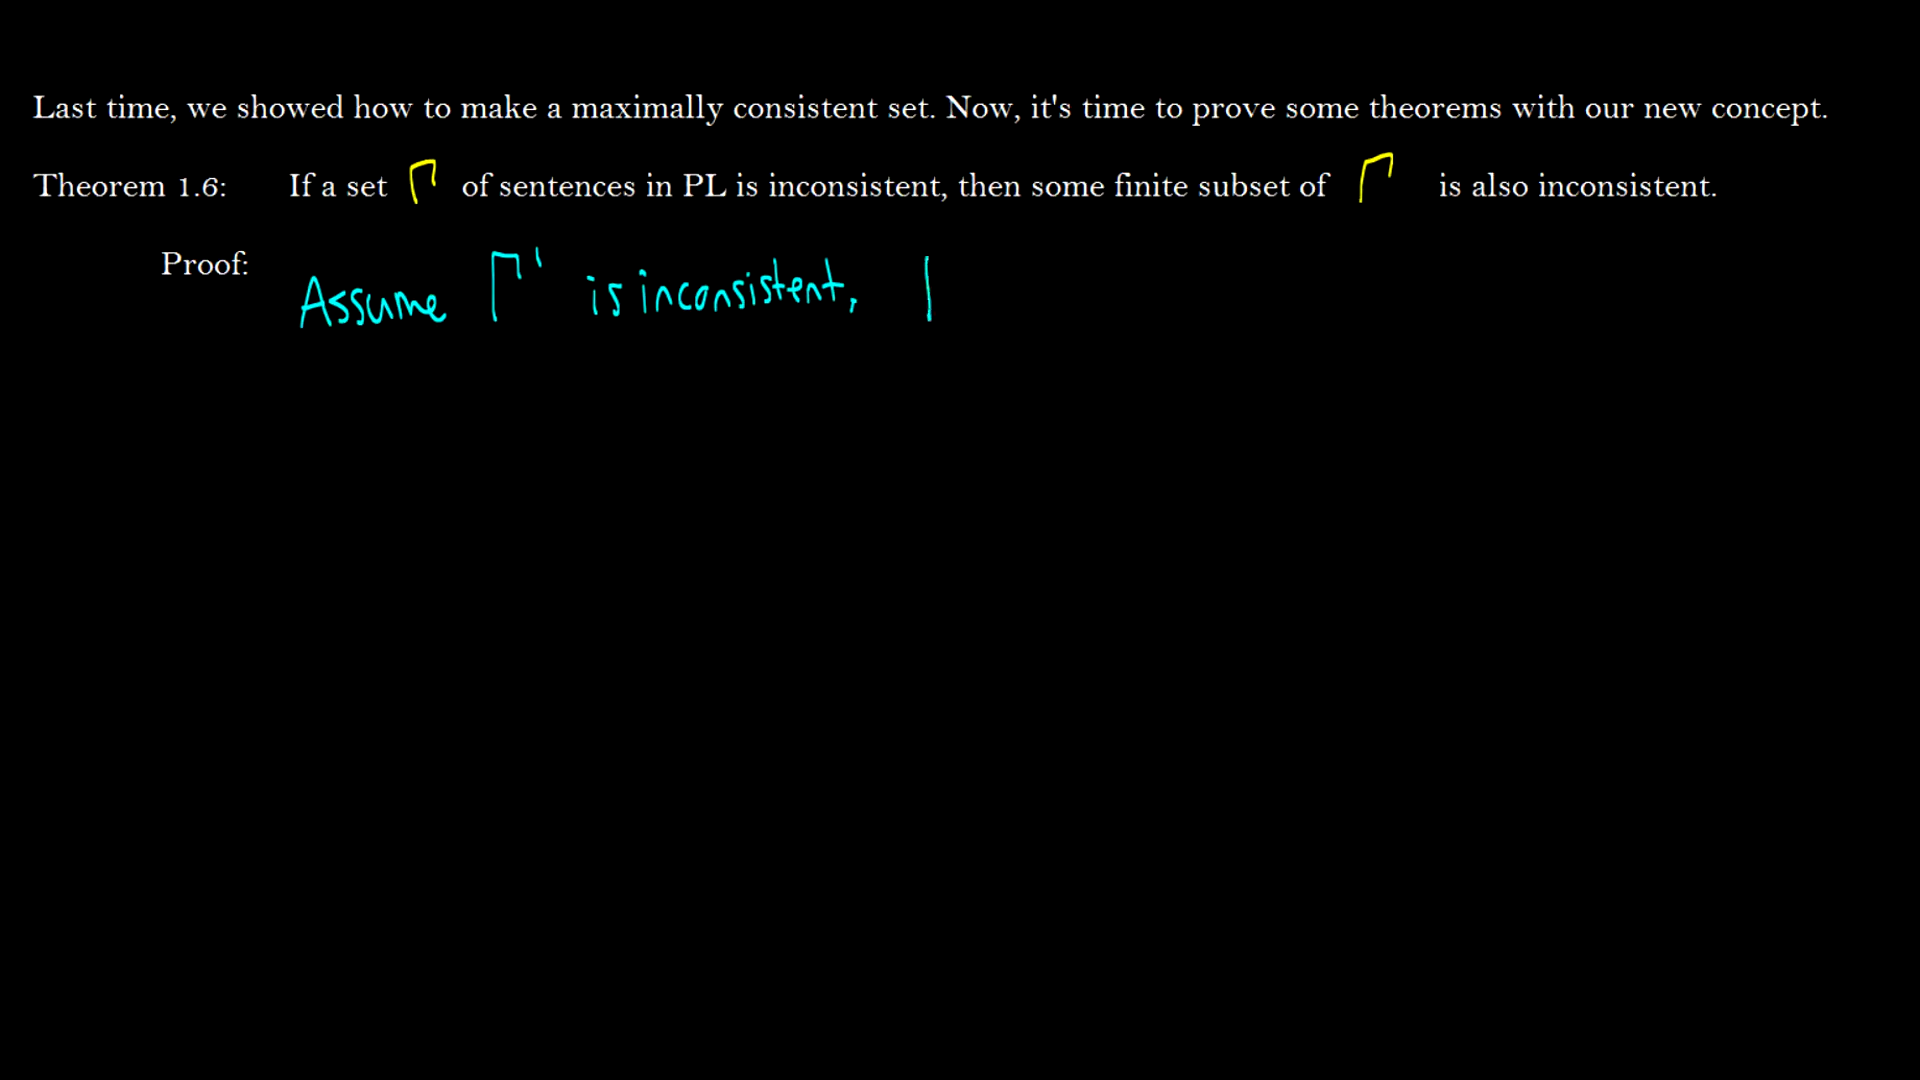 Last time, we showed how to make a maximally consistent set. Now, it's time to prove some theorems with our new concept.
Theorem 1.6: If a set Γ of sentences in PL is inconsistent, then some finite subset of Γ is also inconsistent.
Proof: Assume Γ' is inconsistent,